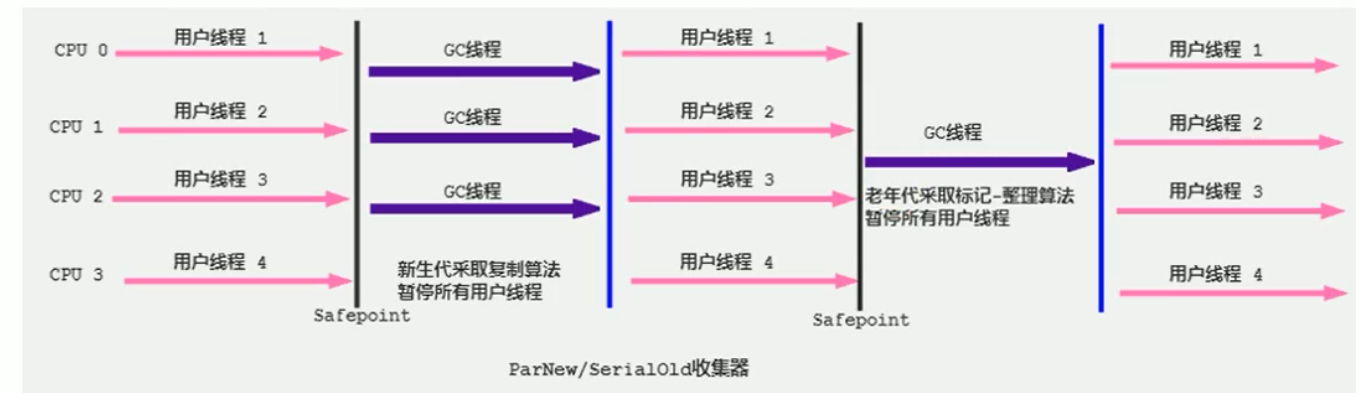 CPU 0
用户线程 1
GC线程
用户线程 1
用户线程 1
CPU 1
用户线程 2
GC线程
用户线程 2
GC线程
用户线程 2
CPU 2
用户线程 3
GC线程
用户线程 3
老年代采取标记-整理算法
暂停所有用户线程
用户线程 3
CPU 3
用户线程 4
新生代采取复制算法
暂停所有用户线程
用户线程 4
用户线程 4
Safepoint
Safepoint
ParNew/SerialOld收集器